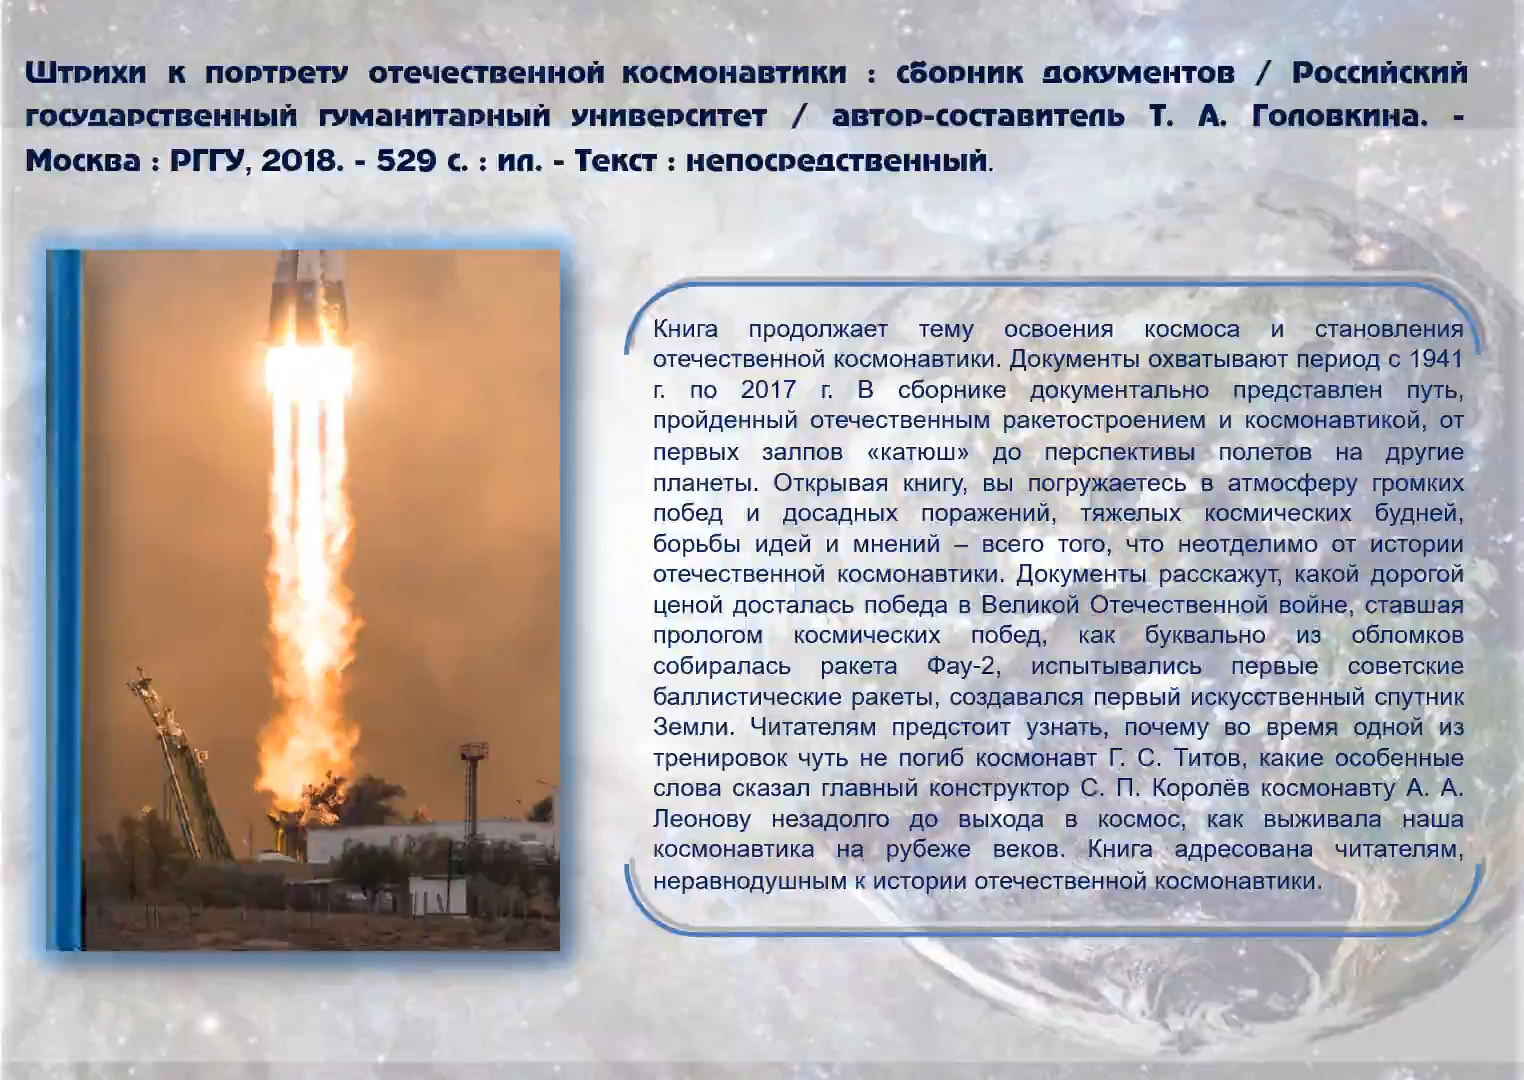 Штрихи к портрету отечественной космонавтики : сборник документов / Российский
государственный гуманитарный университет / автор-составитель Т. А. Головкина. -
Москва : РГГУ, 2018. - 529 с. : ил. - Текст : непосредственный.
Книга продолжает тему освоения космоса и становления
отечественной космонавтики. Документы охватывают период с 1941
г. по 2017 г. В сборнике документально представлен путь,
пройденный отечественным ракетостроением и космонавтикой, от
первых залпов «катюш» до перспективы полетов на другие
планеты. Открывая книгу, вы погружаетесь в атмосферу громких
побед и досадных поражений, тяжелых космических будней,
борьбы идей и мнений – всего того, что неотделимо от истории
отечественной космонавтики. Документы расскажут, какой дорогой
ценой досталась победа в Великой Отечественной войне, ставшая
прологом космических побед, как буквально из обломков
собиралась ракета Фау-2, испытывались первые советские
баллистические ракеты, создавался первый искусственный спутник
Земли. Читателям предстоит узнать, почему во время одной из
тренировок чуть не погиб космонавт Г. С. Титов, какие особенные
слова сказал главный конструктор С. П. Королёв космонавту А. А.
Леонову незадолго до выхода в космос, как выживала наша
космонавтика на рубеже веков. Книга адресована читателям,
неравнодушным к истории отечественной космонавтики.